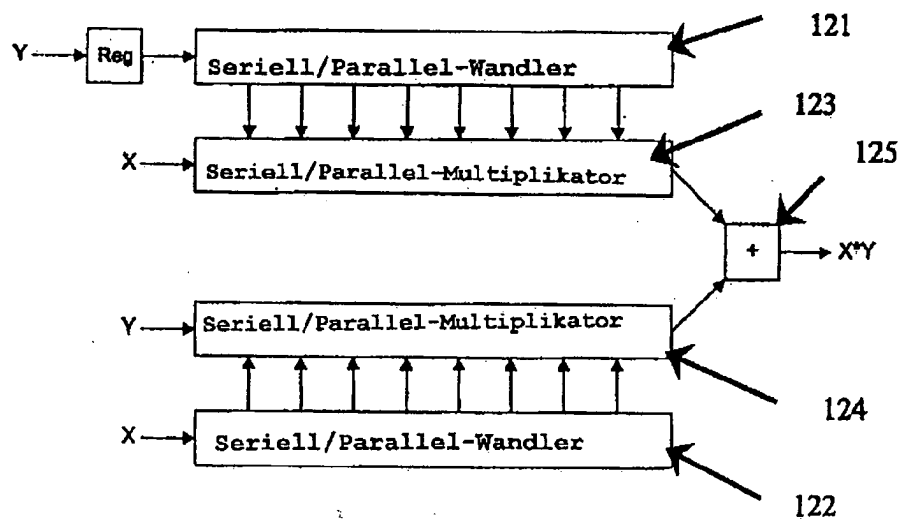 121
Y Reg Seriell/Parallel-Wandler
123
X Seriell/Parallel-Multiplikator
125
+ X*Y
Y Seriell/Parallel-Multiplikator
124
X Seriell/Parallel-Wandler
122